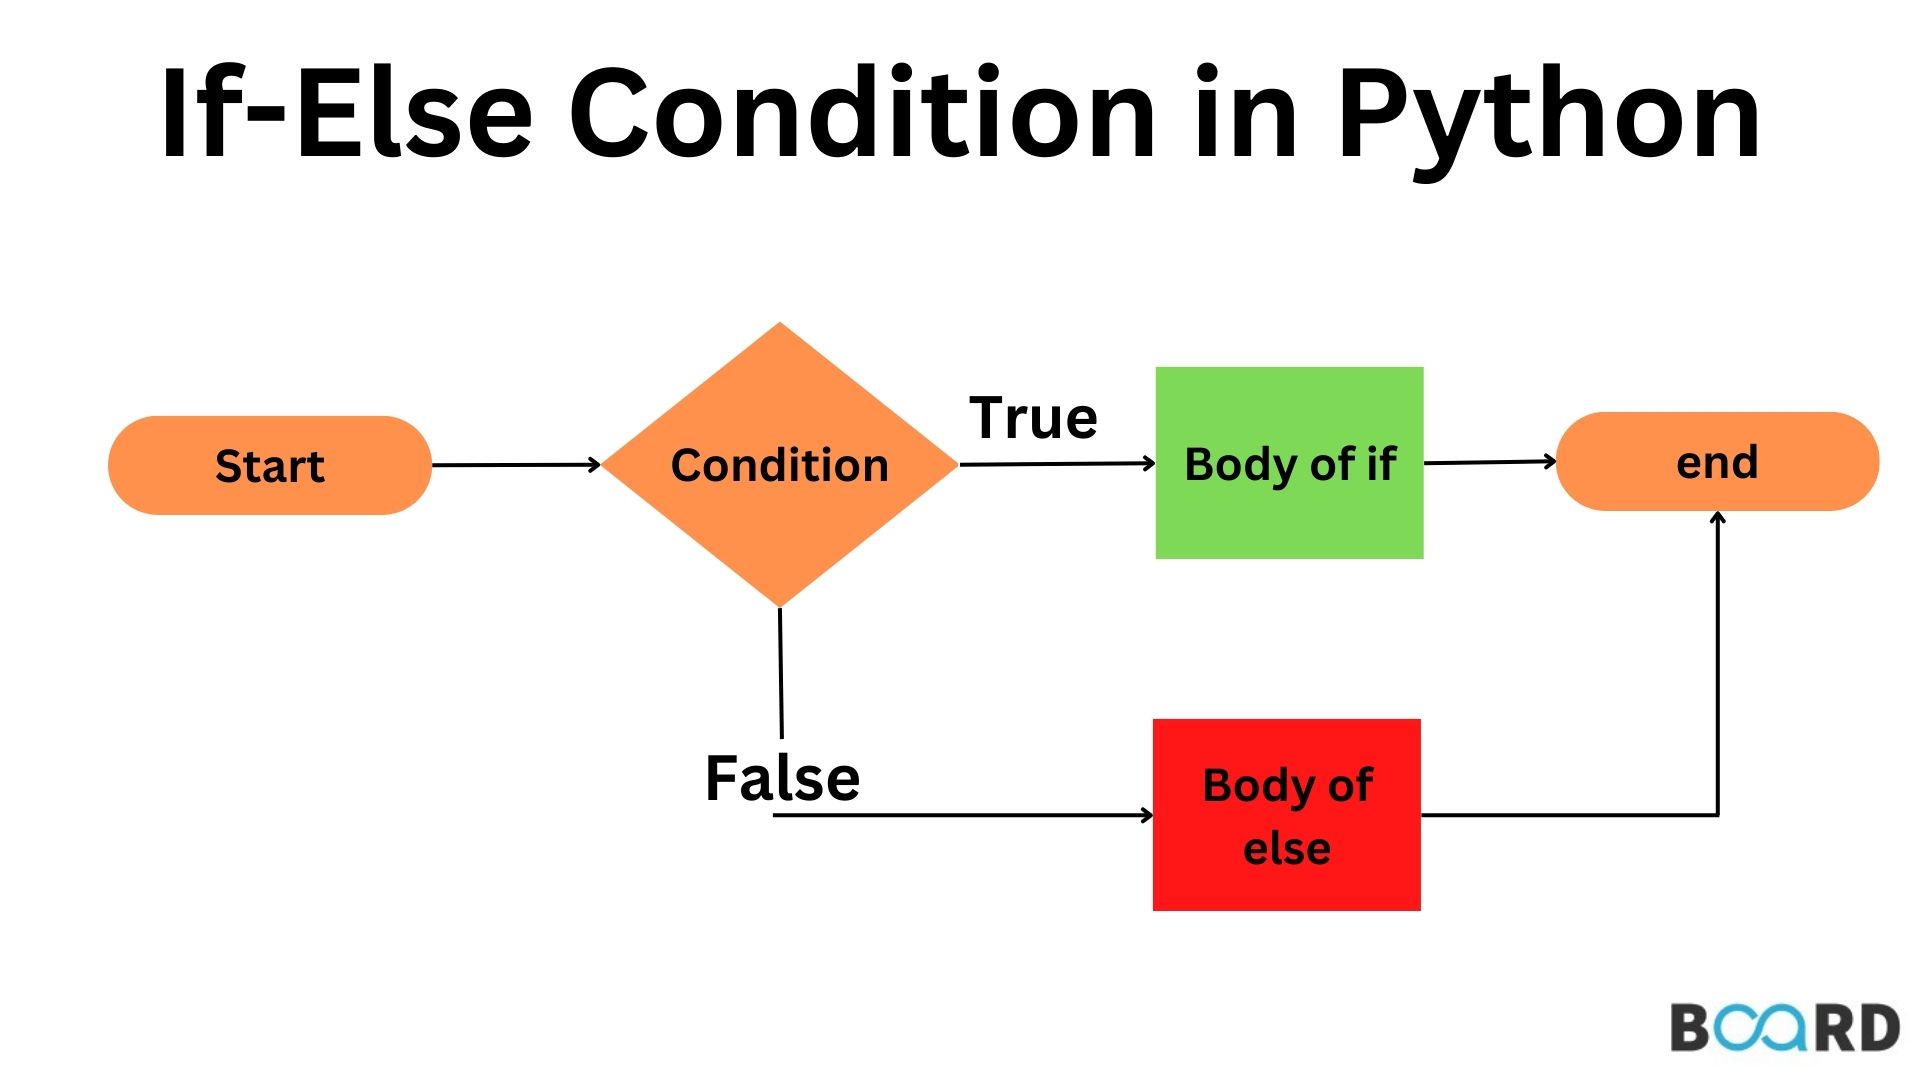 If-Else Condition in Python
Start
Condition
True
Body of if
end
False
Body of
else
BOARD